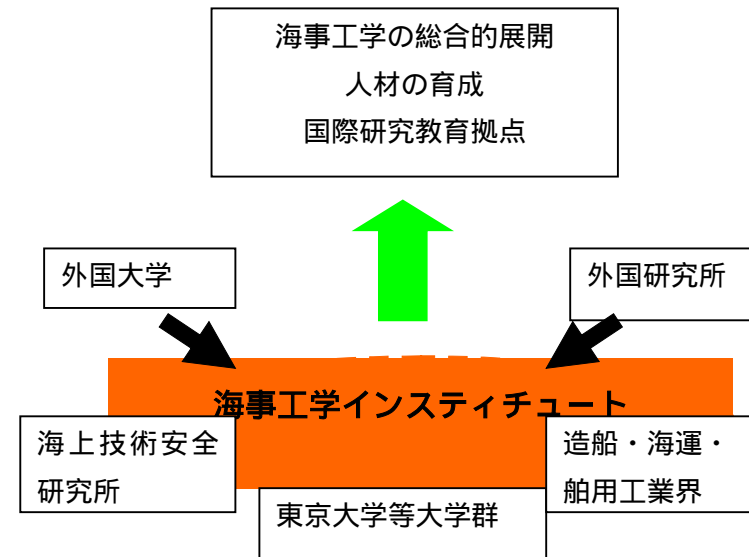 海事工学の総合的展開
人材の育成
国際研究教育拠点
外国大学
外国研究所
海事工学インスティチュート
海上技術安全
研究所
造船・海運・
舶用工業界
東京大学等大学群